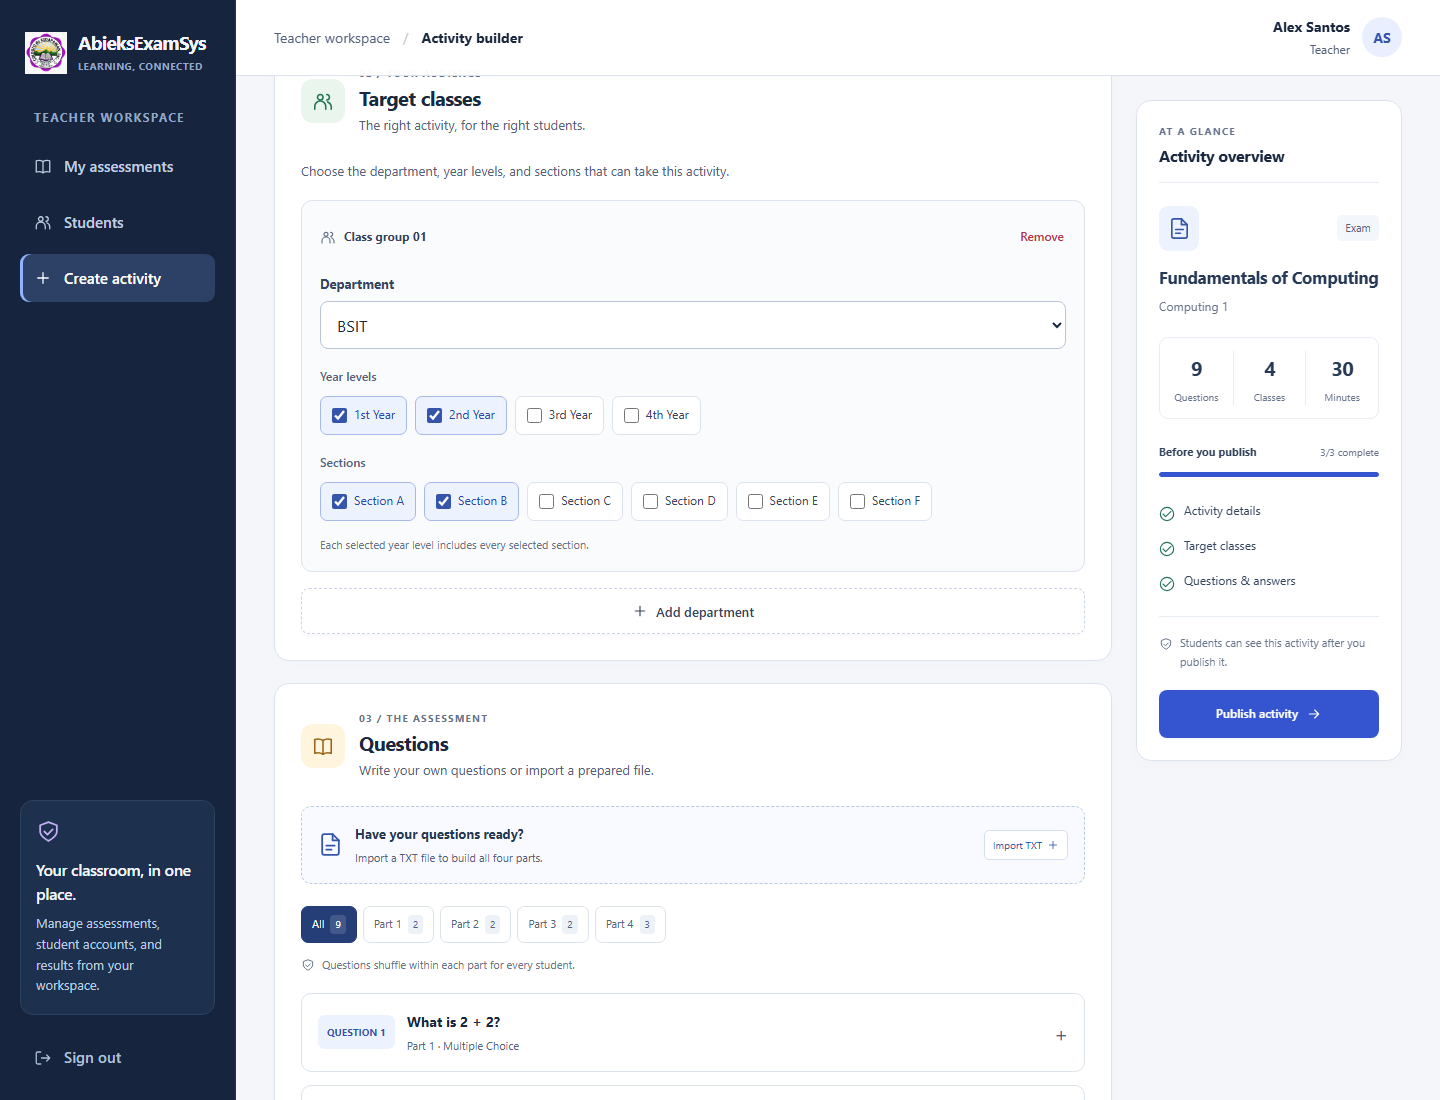 AbieksExamSys
LEARNING, CONNECTED
TEACHER WORKSPACE
My assessments
Students
Create activity
Your classroom, in one
place.
Manage assessments,
student accounts, and
results from your
workspace.
Sign out
Teacher workspace / Activity builder
Alex Santos
Teacher
AS
Target classes
The right activity, for the right students.
Choose the department, year levels, and sections that can take this activity.
Class group 01
Remove
Department
BSIT
Year levels
1st Year
2nd Year
3rd Year
4th Year
Sections
Section A
Section B
Section C
Section D
Section E
Section F
Each selected year level includes every selected section.
+ Add department
03 / THE ASSESSMENT
Questions
Write your own questions or import a prepared file.
Have your questions ready?
Import a TXT file to build all four parts.
Import TXT +
All 9
Part 1 2
Part 2 2
Part 3 2
Part 4 3
Questions shuffle within each part for every student.
QUESTION 1
What is 2 + 2?
Part 1 · Multiple Choice
AT A GLANCE
Activity overview
Exam
Fundamentals of Computing
Computing 1
9
Questions
4
Classes
30
Minutes
Before you publish
3/3 complete
Activity details
Target classes
Questions & answers
Students can see this activity after you
publish it.
Publish activity →